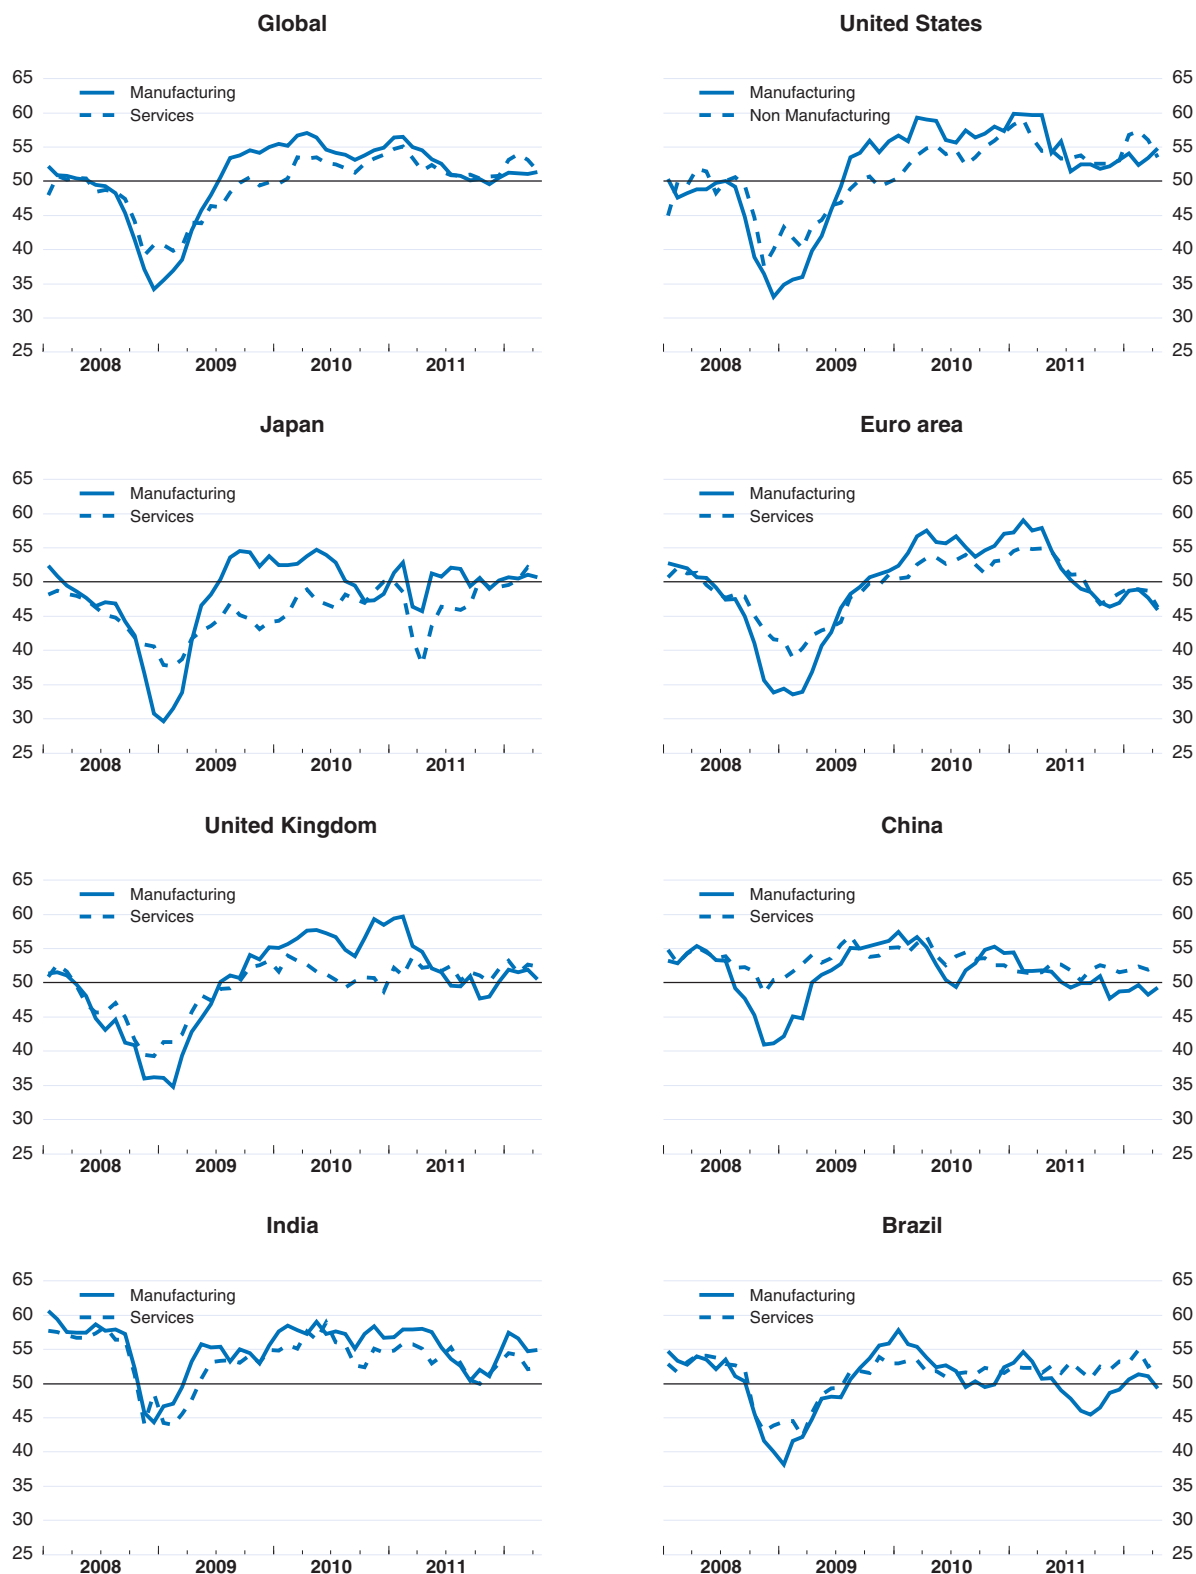 Global
65
60
55
50
45
40
35
30
25
Manufacturing
Services
2008 2009 2010 2011
United States
65
60
55
50
45
40
35
30
25
Manufacturing
Non Manufacturing
2008 2009 2010 2011
Japan
65
60
55
50
45
40
35
30
25
Manufacturing
Services
2008 2009 2010 2011
Euro area
65
60
55
50
45
40
35
30
25
Manufacturing
Services
2008 2009 2010 2011
United Kingdom
65
60
55
50
45
40
35
30
25
Manufacturing
Services
2008 2009 2010 2011
China
65
60
55
50
45
40
35
30
25
Manufacturing
Services
2008 2009 2010 2011
India
65
60
55
50
45
40
35
30
25
Manufacturing
Services
2008 2009 2010 2011
Brazil
65
60
55
50
45
40
35
30
25
Manufacturing
Services
2008 2009 2010 2011